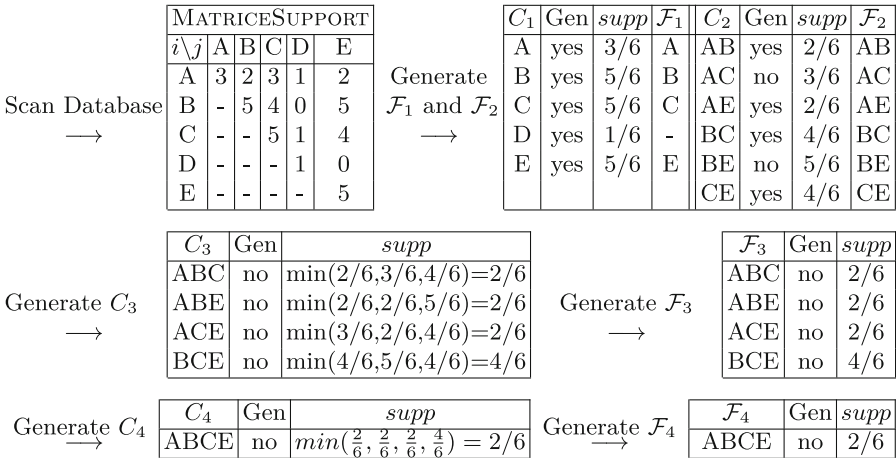 MATRICESUPPORT
i\j A B C D E
A 3 2 3 1 2
Scan Database B - 5 4 0 5
⟶ C - - 5 1 4
D - - - 1 0
E - - - - 5
Generate
F₁ and F₂
⟶
C₁ Gen supp F₁ C₂ Gen supp F₂
A yes 3/6 A AB yes 2/6 AB
B yes 5/6 B AC no 3/6 AC
C yes 5/6 C AE yes 2/6 AE
D yes 1/6 - BC yes 4/6 BC
E yes 5/6 E BE no 5/6 BE
CE yes 4/6 CE
Generate C₃
⟶
C₃ Gen supp
ABC no min(2/6,3/6,4/6)=2/6
ABE no min(2/6,2/6,5/6)=2/6
ACE no min(3/6,2/6,4/6)=2/6
BCE no min(4/6,5/6,4/6)=4/6
Generate F₃
⟶
F₃ Gen supp
ABC no 2/6
ABE no 2/6
ACE no 2/6
BCE no 4/6
Generate C₄
⟶
C₄ Gen supp
ABCE no min(2/6, 2/6, 2/6, 4/6) = 2/6
Generate F₄
⟶
F₄ Gen supp
ABCE no 2/6